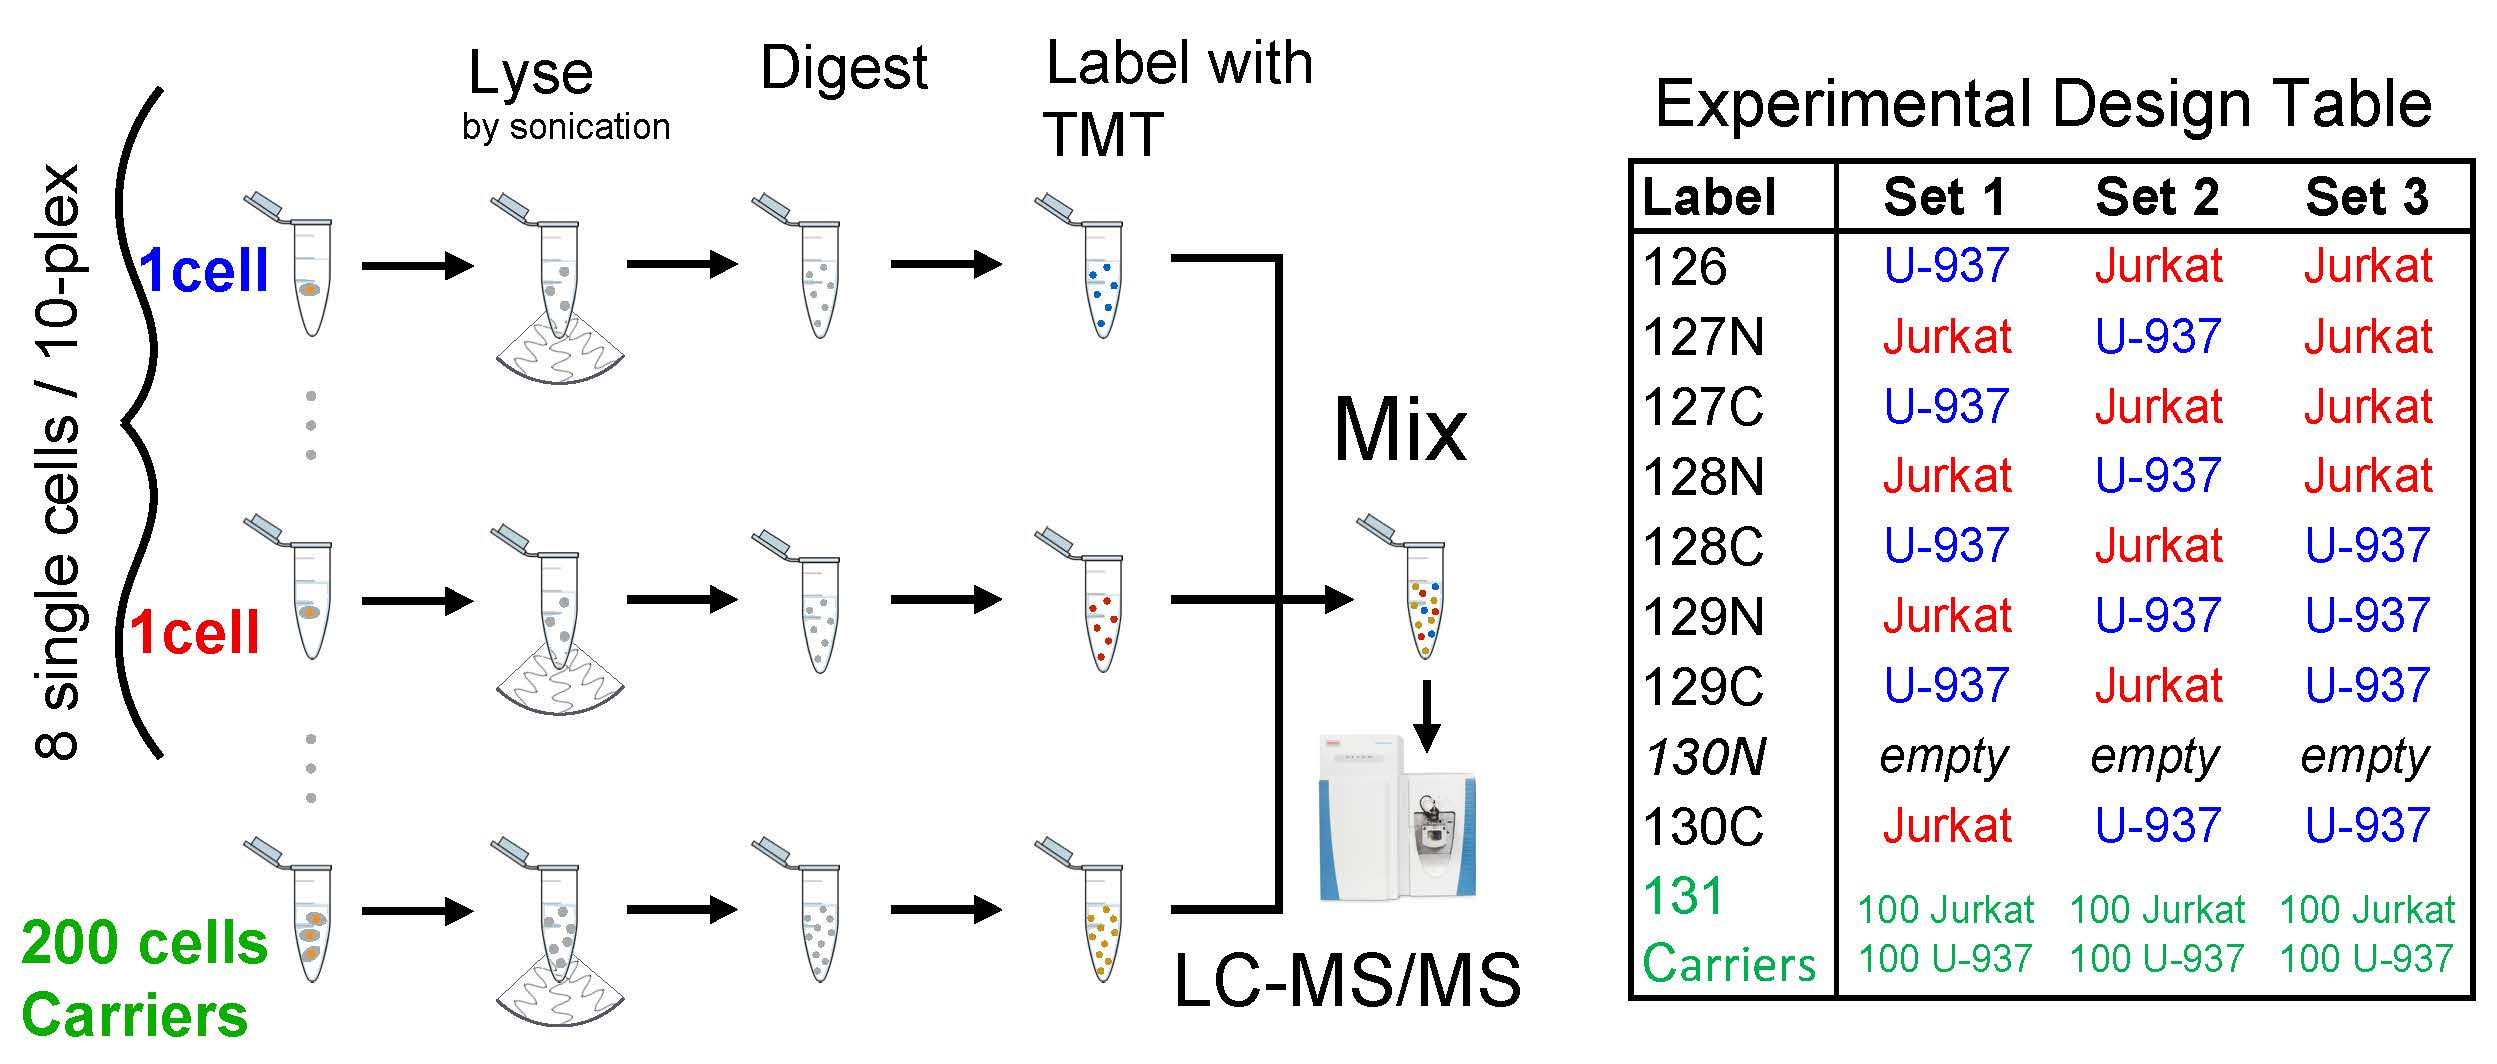 Lyse
by sonication
Digest
Label with
TMT
8 single cells / 10-plex
1cell
1cell
200 cells
Carriers
Mix
LC-MS/MS
Experimental Design Table
Label Set 1 Set 2 Set 3
126 U-937 Jurkat Jurkat
127N Jurkat U-937 Jurkat
127C U-937 Jurkat Jurkat
128N Jurkat U-937 Jurkat
128C U-937 Jurkat U-937
129N Jurkat U-937 U-937
129C U-937 Jurkat U-937
130N empty empty empty
130C Jurkat U-937 U-937
131 100 Jurkat 100 Jurkat 100 Jurkat
Carriers 100 U-937 100 U-937 100 U-937